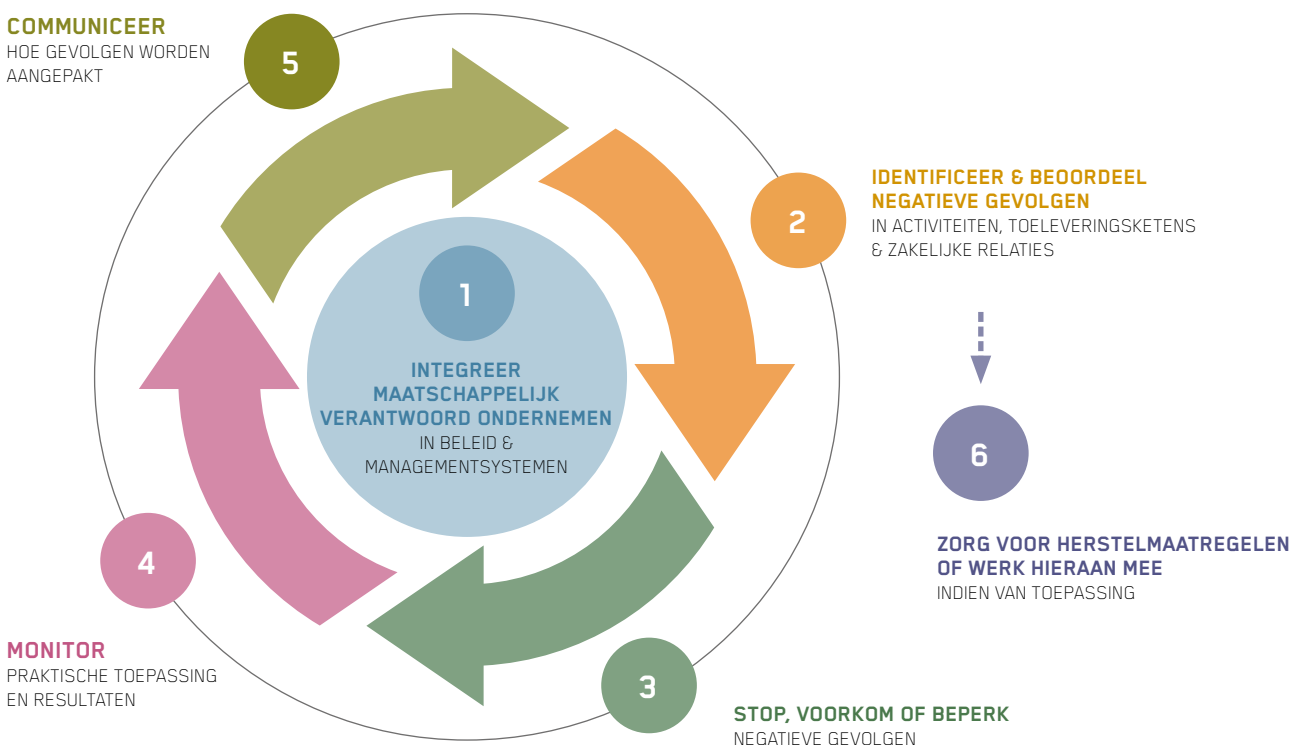 COMMUNICEER
HOE GEVOLGEN WORDEN
AANGEPAKT
5
1
INTEGREER
MAATSCHAPPELIJK
VERANTWOORD ONDERNEMEN
IN BELEID &
MANAGEMENTSYSTEMEN
2
IDENTIFICEER & BEOORDEEL
NEGATIEVE GEVOLGEN
IN ACTIVITEITEN, TOELEVERINGSKETENS
& ZAKELIJKE RELATIES
6
ZORG VOOR HERSTELMAATREGELEN
OF WERK HIERAAN MEE
INDIEN VAN TOEPASSING
4
MONITOR
PRAKTISCHE TOEPASSING
EN RESULTATEN
3
STOP, VOORKOM OF BEPERK
NEGATIEVE GEVOLGEN